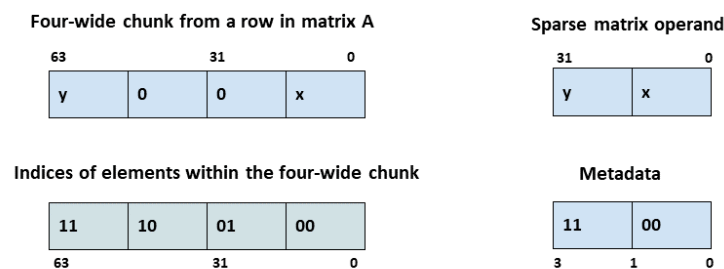 Four-wide chunk from a row in matrix A
63 31 0
y 0 0 x
Indices of elements within the four-wide chunk
11 10 01 00
63 31 0
Sparse matrix operand
31 0
y x
Metadata
11 00
3 1 0